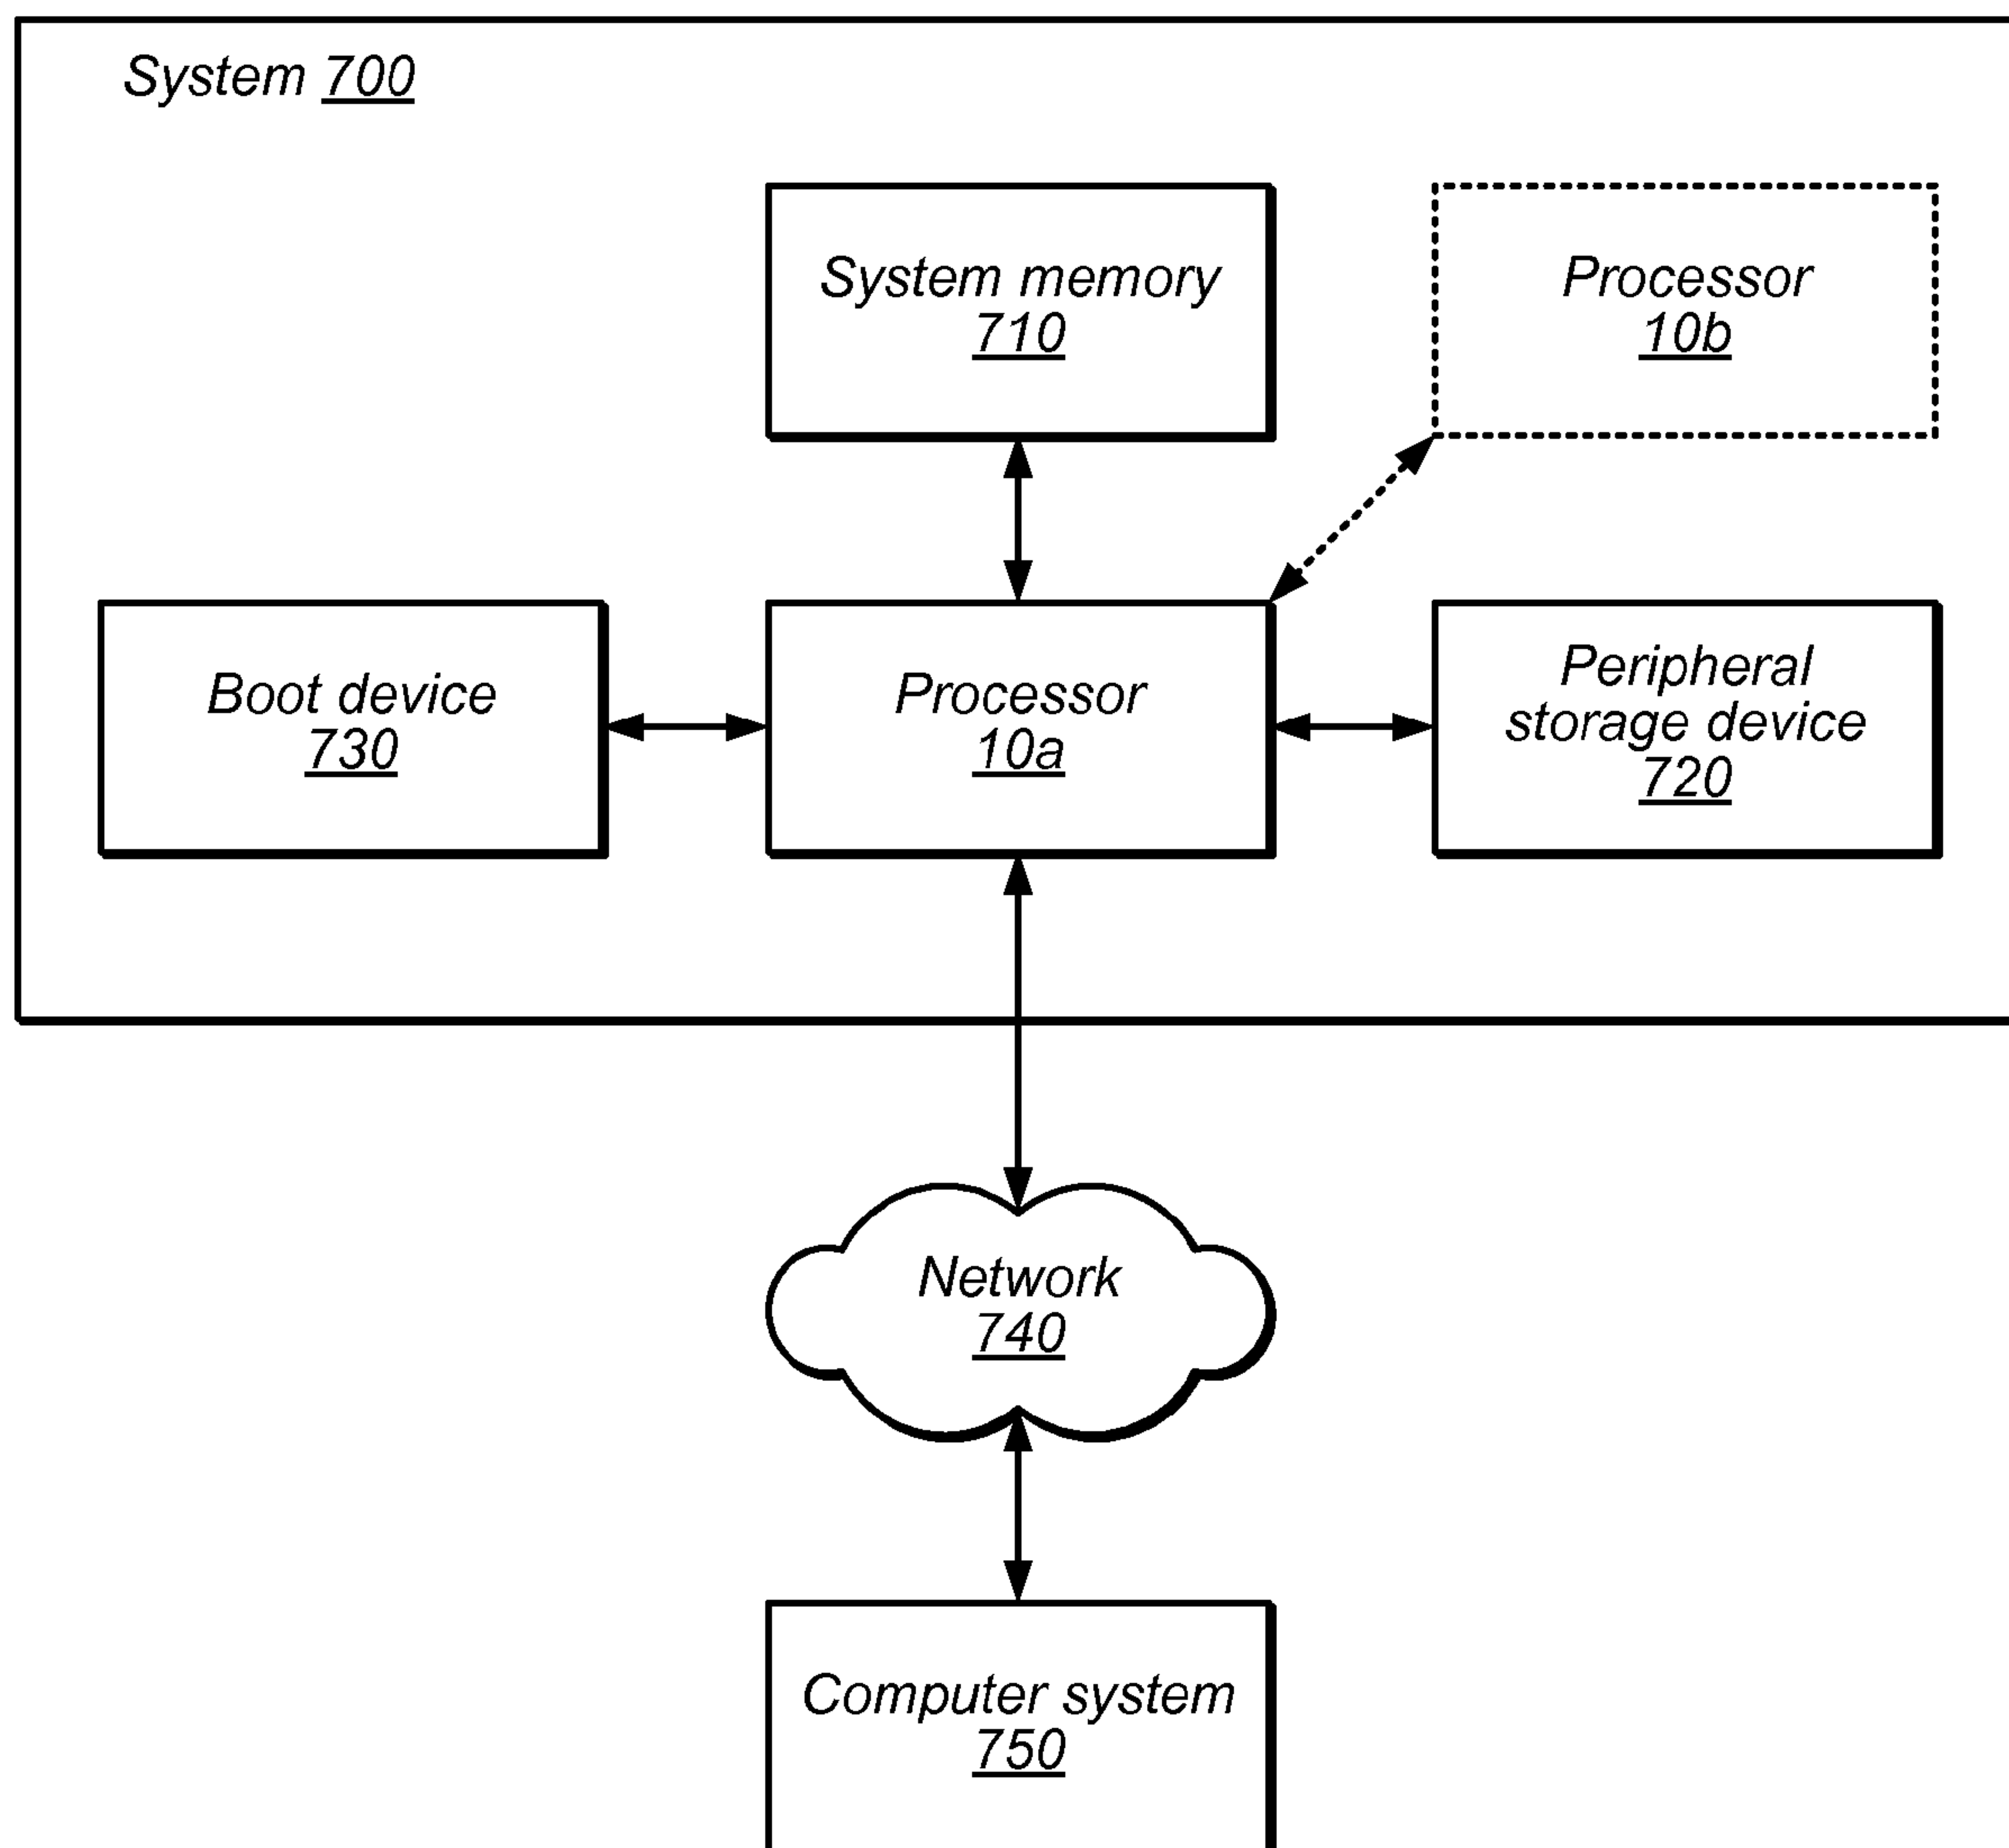 System 700
System memory
710
Processor
10b
Boot device
730
Processor
10a
Peripheral
storage device
720
Network
740
Computer system
750